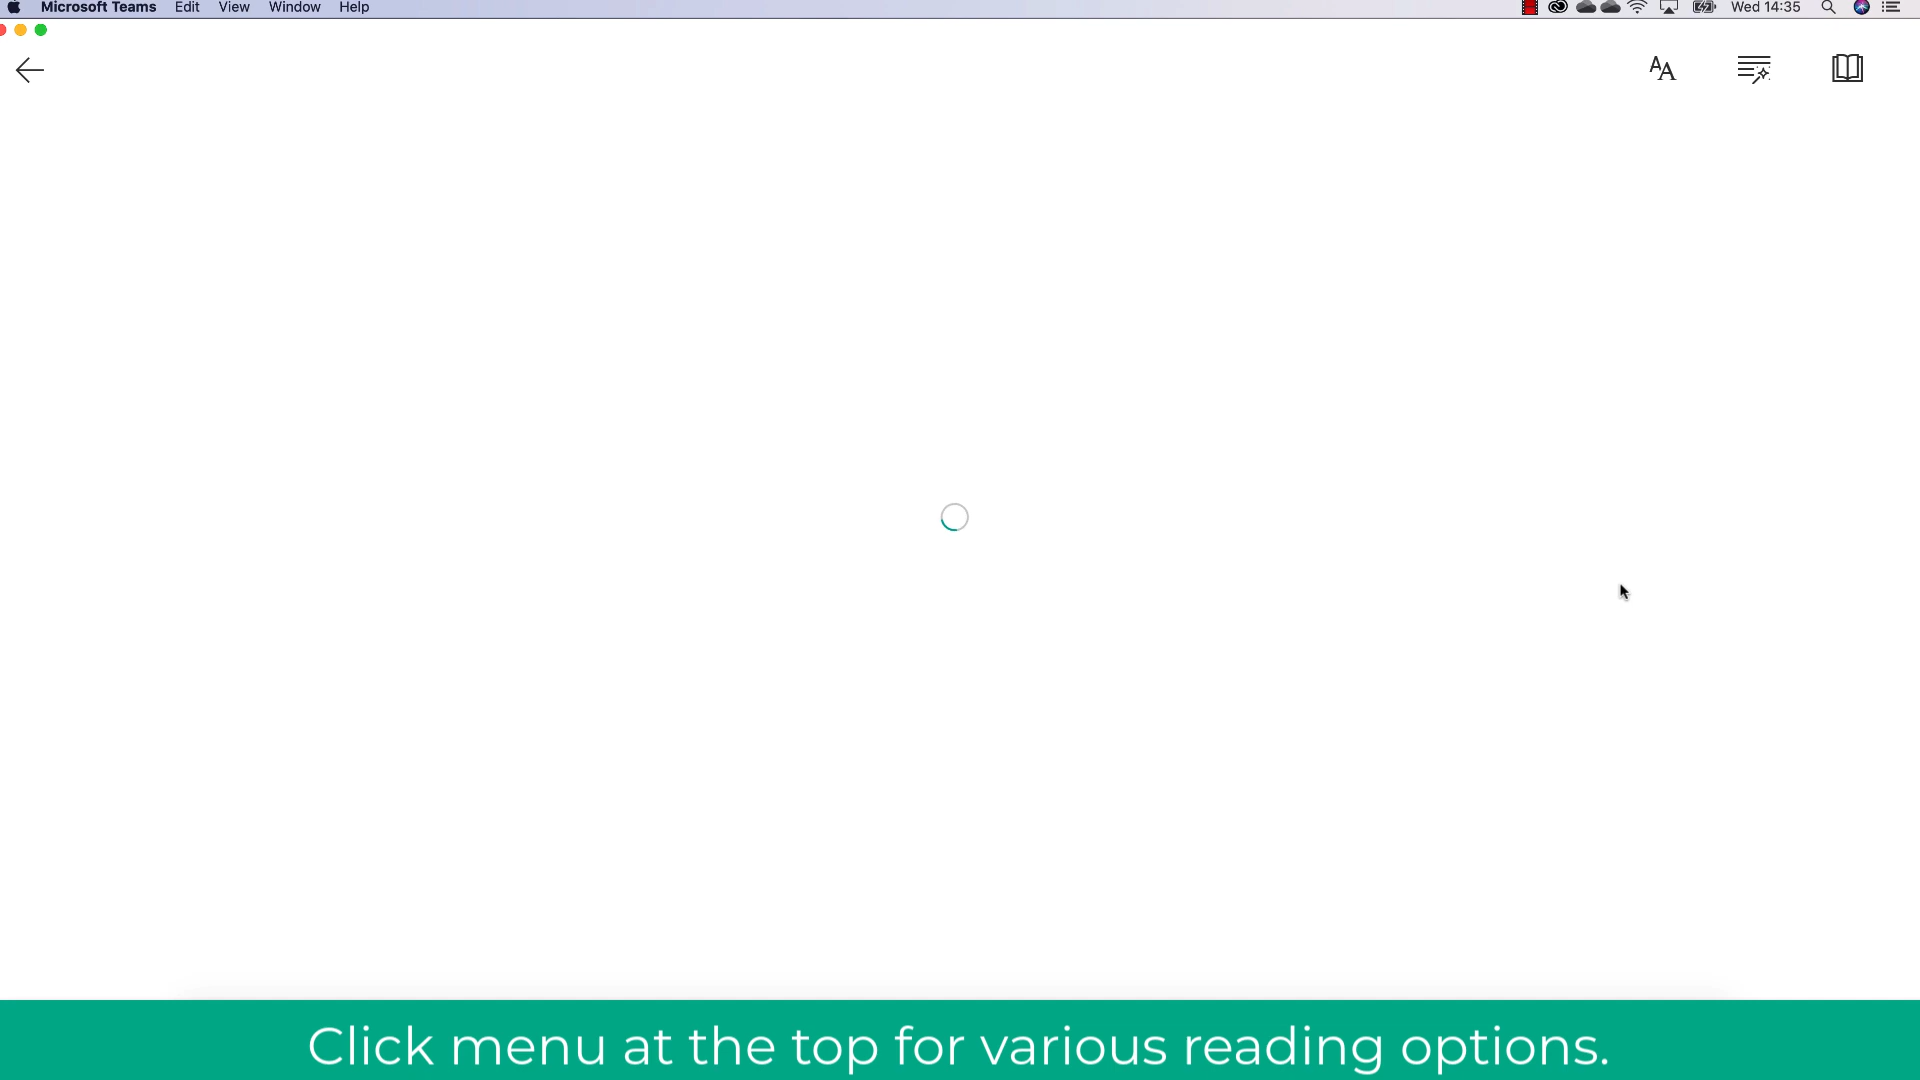 Microsoft Teams Edit View Window Help Wed 14:35
AA
Click menu at the top for various reading options.